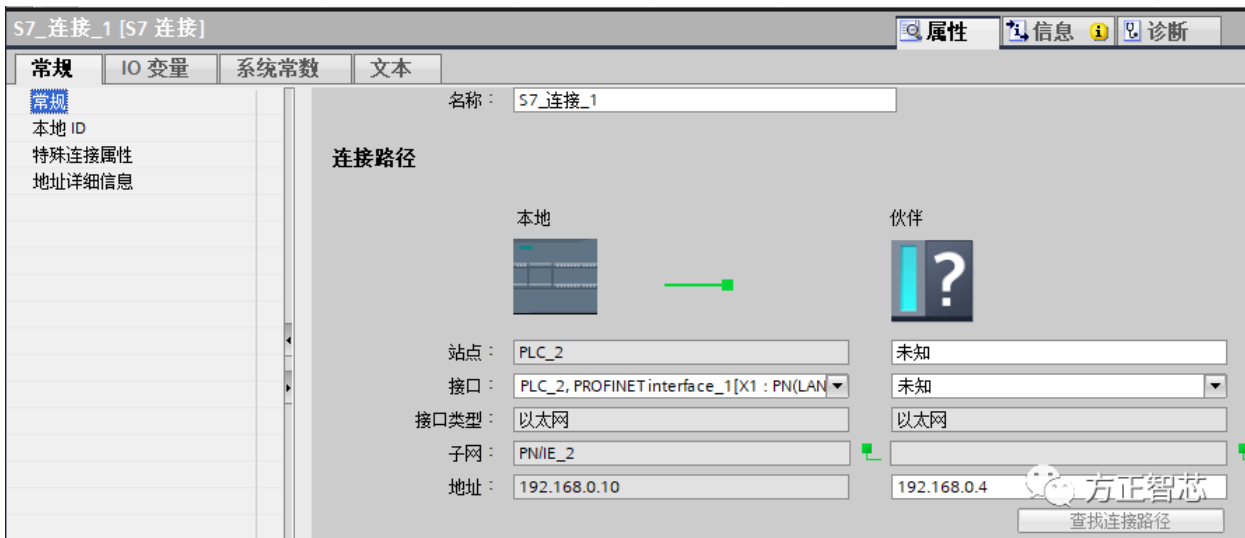 S7_连接_1 [S7 连接]
属性 信息 诊断
常规 IO 变量 系统常数 文本
常规
本地 ID
特殊连接属性
地址详细信息
名称: S7_连接_1
连接路径
本地 伙伴
?
站点: PLC_2 未知
接口: PLC_2, PROFINET interface_1[X1 : PN(LAN 未知
接口类型: 以太网 以太网
子网: PN/IE_2
地址: 192.168.0.10 192.168.0.4
方正智芯
查找连接路径